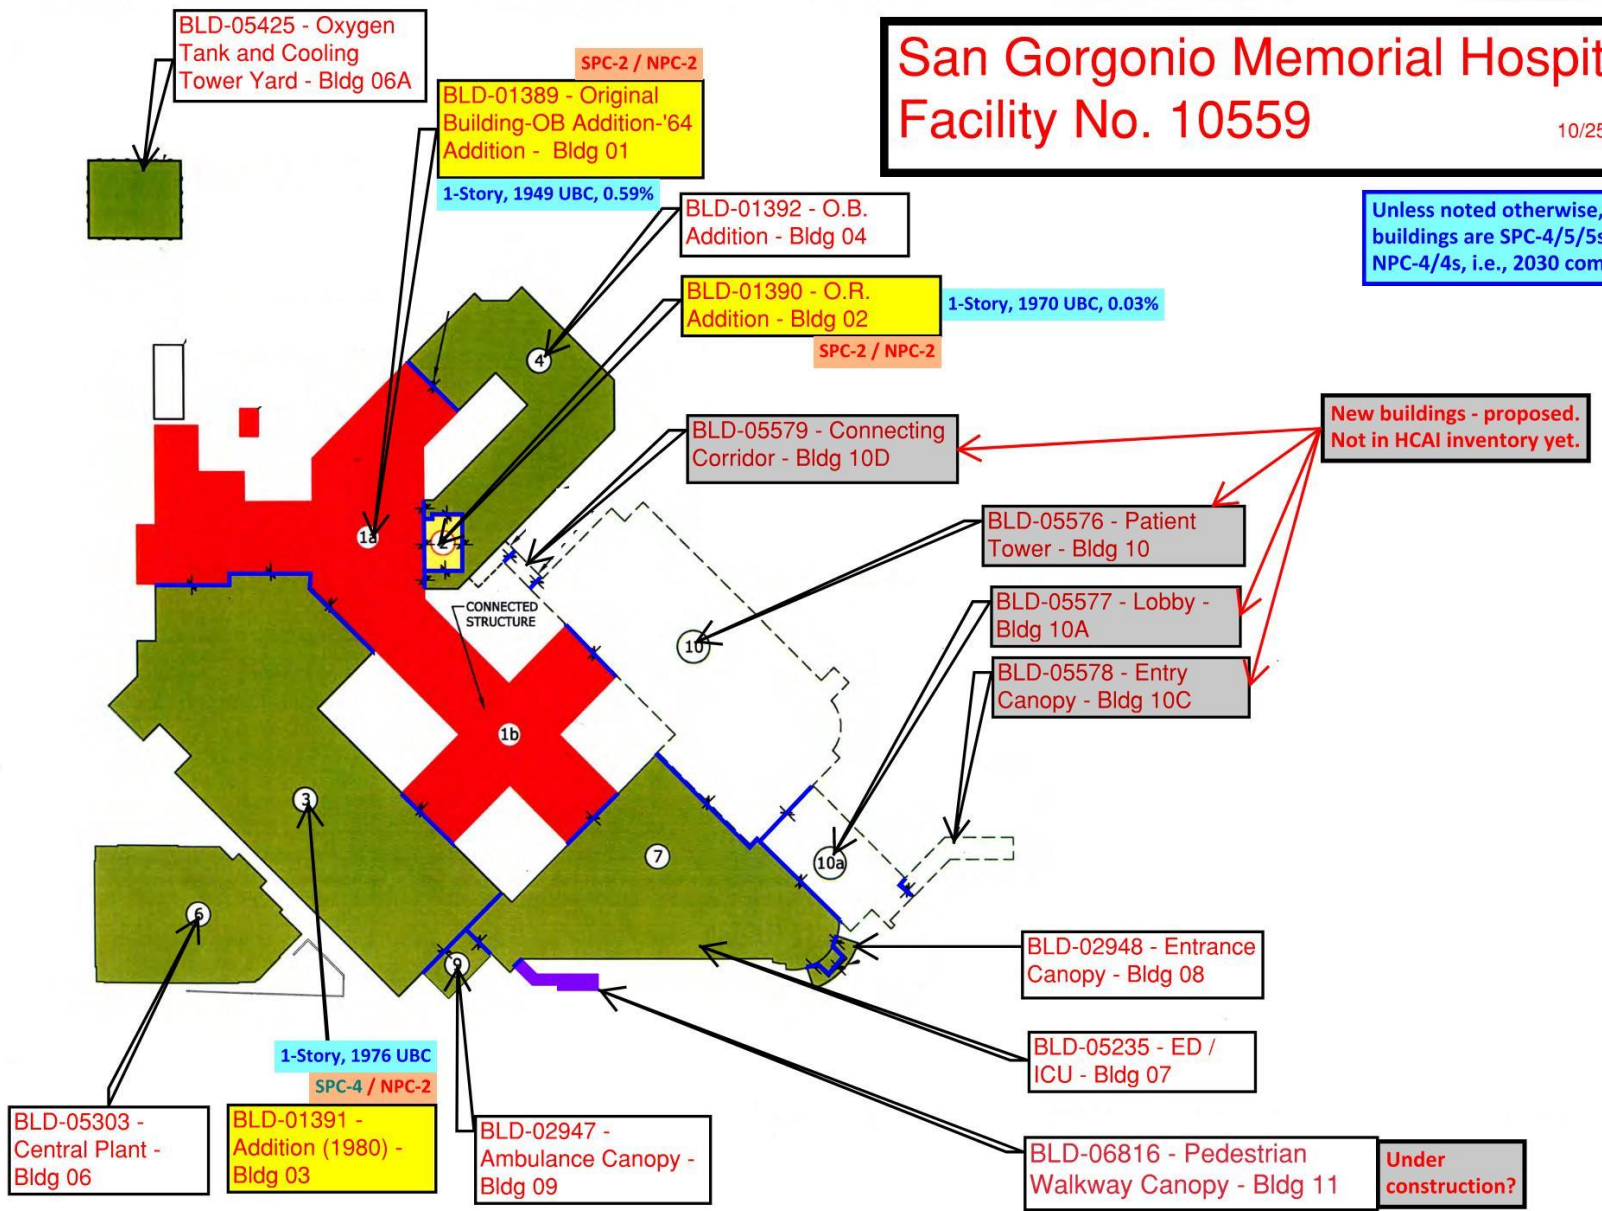 BLD-05425 - Oxygen
Tank and Cooling
Tower Yard - Bldg 06A
SPC-2 / NPC-2
BLD-01389 - Original
Building-OB Addition-'64
Addition - Bldg 01
1-Story, 1949 UBC, 0.59%
San Gorgonio Memorial Hospit
Facility No. 10559
10/25
Unless noted otherwise,
buildings are SPC-4/5/5s
NPC-4/4s, i.e., 2030 com
BLD-01392 - O.B.
Addition - Bldg 04
BLD-01390 - O.R.
Addition - Bldg 02
1-Story, 1970 UBC, 0.03%
SPC-2 / NPC-2
4
New buildings - proposed.
Not in HCAI inventory yet.
BLD-05579 - Connecting
Corridor - Bldg 10D
BLD-05576 - Patient
Tower - Bldg 10
1a
2
BLD-05577 - Lobby -
Bldg 10A
CONNECTED
STRUCTURE
10
BLD-05578 - Entry
Canopy - Bldg 10C
1b
3
7
10a
6
9
BLD-02948 - Entrance
Canopy - Bldg 08
BLD-05235 - ED /
ICU - Bldg 07
1-Story, 1976 UBC
SPC-4 / NPC-2
BLD-05303 -
Central Plant -
Bldg 06
BLD-01391 -
Addition (1980) -
Bldg 03
BLD-02947 -
Ambulance Canopy -
Bldg 09
BLD-06816 - Pedestrian
Walkway Canopy - Bldg 11
Under
construction?